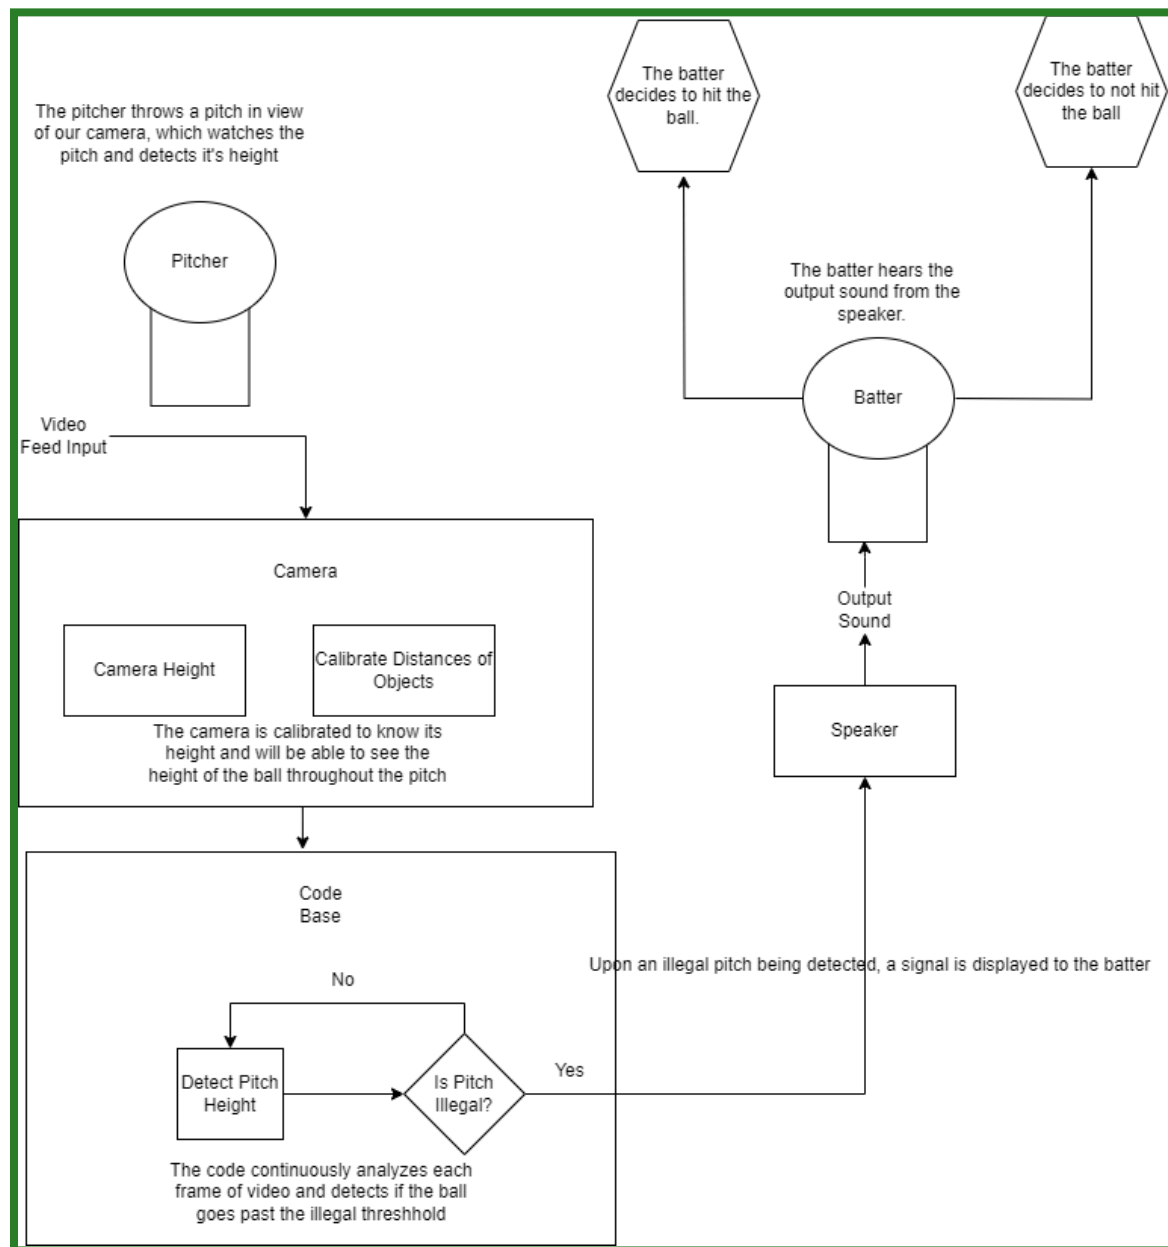 The pitcher throws a pitch in view
of our camera, which watches the
pitch and detects it's height
Pitcher
Video
Feed Input
Camera
Camera Height
Calibrate Distances of
Objects
The camera is calibrated to know its
height and will be able to see the
height of the ball throughout the pitch
Code
Base
No
Detect Pitch
Height
Is Pitch
Illegal?
Yes
The code continuously analyzes each
frame of video and detects if the ball
goes past the illegal threshhold
Upon an illegal pitch being detected, a signal is displayed to the batter
Speaker
Output
Sound
Batter
The batter hears the
output sound from the
speaker.
The batter
decides to hit the
ball.
The batter
decides to not hit
the ball